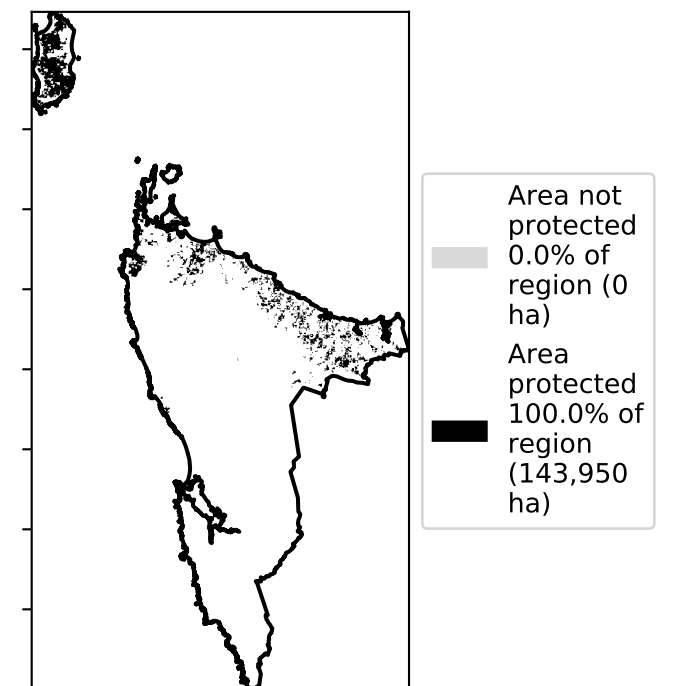 Area not
protected
0.0% of
region (0
ha)
Area
protected
100.0% of
region
(143,950
ha)